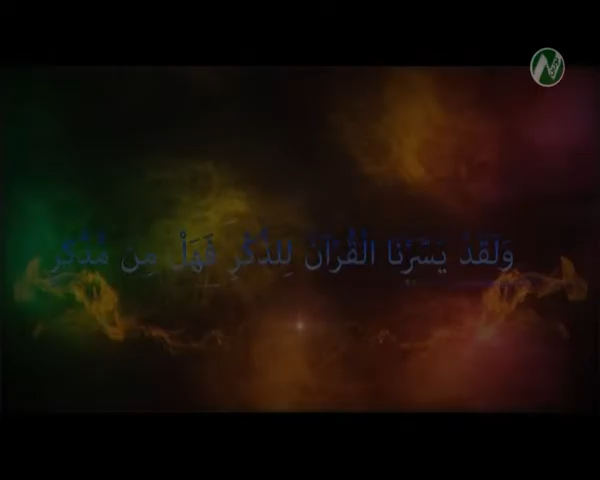 وَلَقَدْ يَسَّرْنَا الْقُرْآنَ لِلذِّكْرِ فَهَلْ مِن مُّدَّكِرٍ